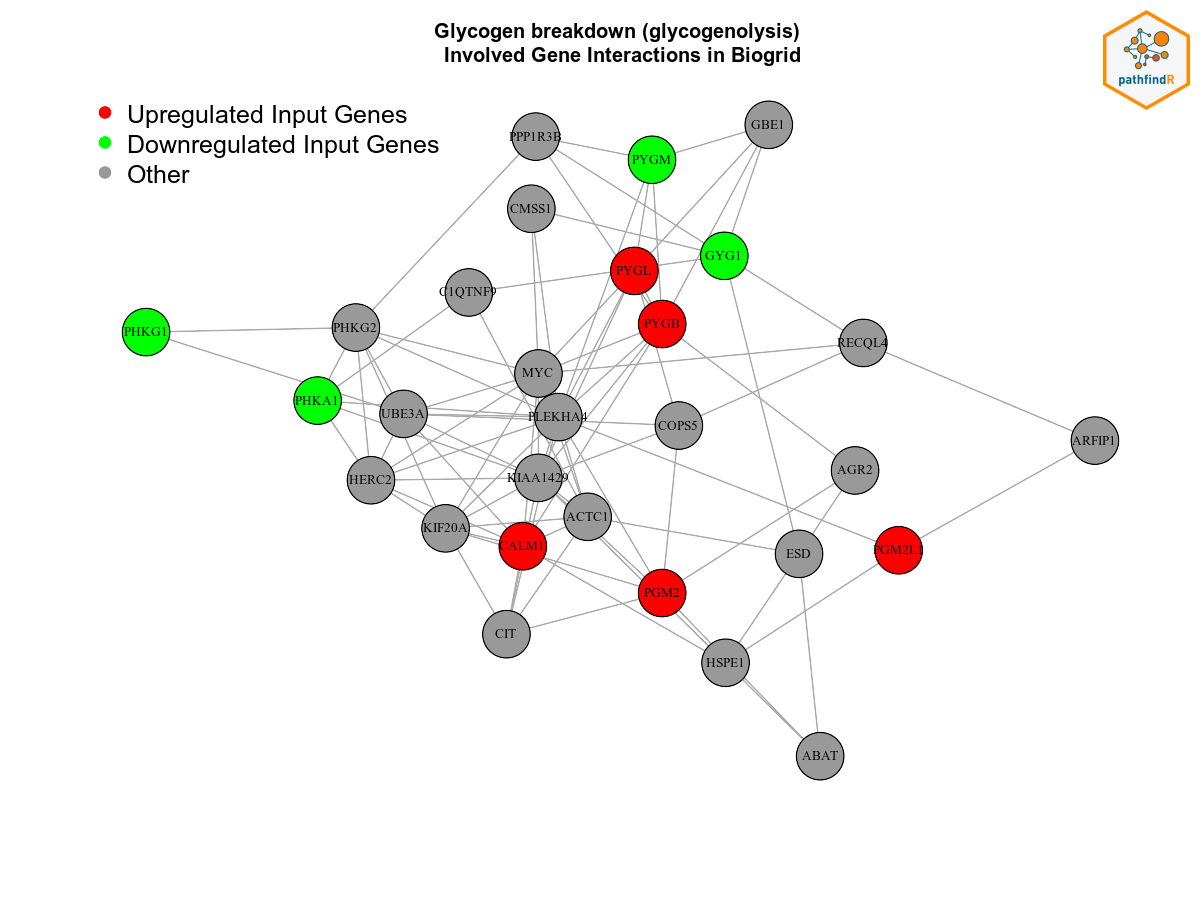 Glycogen breakdown (glycogenolysis)
Involved Gene Interactions in Biogrid
pathfindR
Upregulated Input Genes
Downregulated Input Genes
Other
GBE1
PPP1R3B
PYGM
CMSS1
GYG1
PYGL
C1QTNF9
PYGB
PHKG2
PHKG1
RECQL4
MYC
PHKA1
UBE3A
PLEKHA4
COPS5
ARFIP1
AGR2
KIAA1429
HERC2
ACTC1
KIF20A
CALM1
PGM2L1
ESD
PGM2
CIT
HSPE1
ABAT